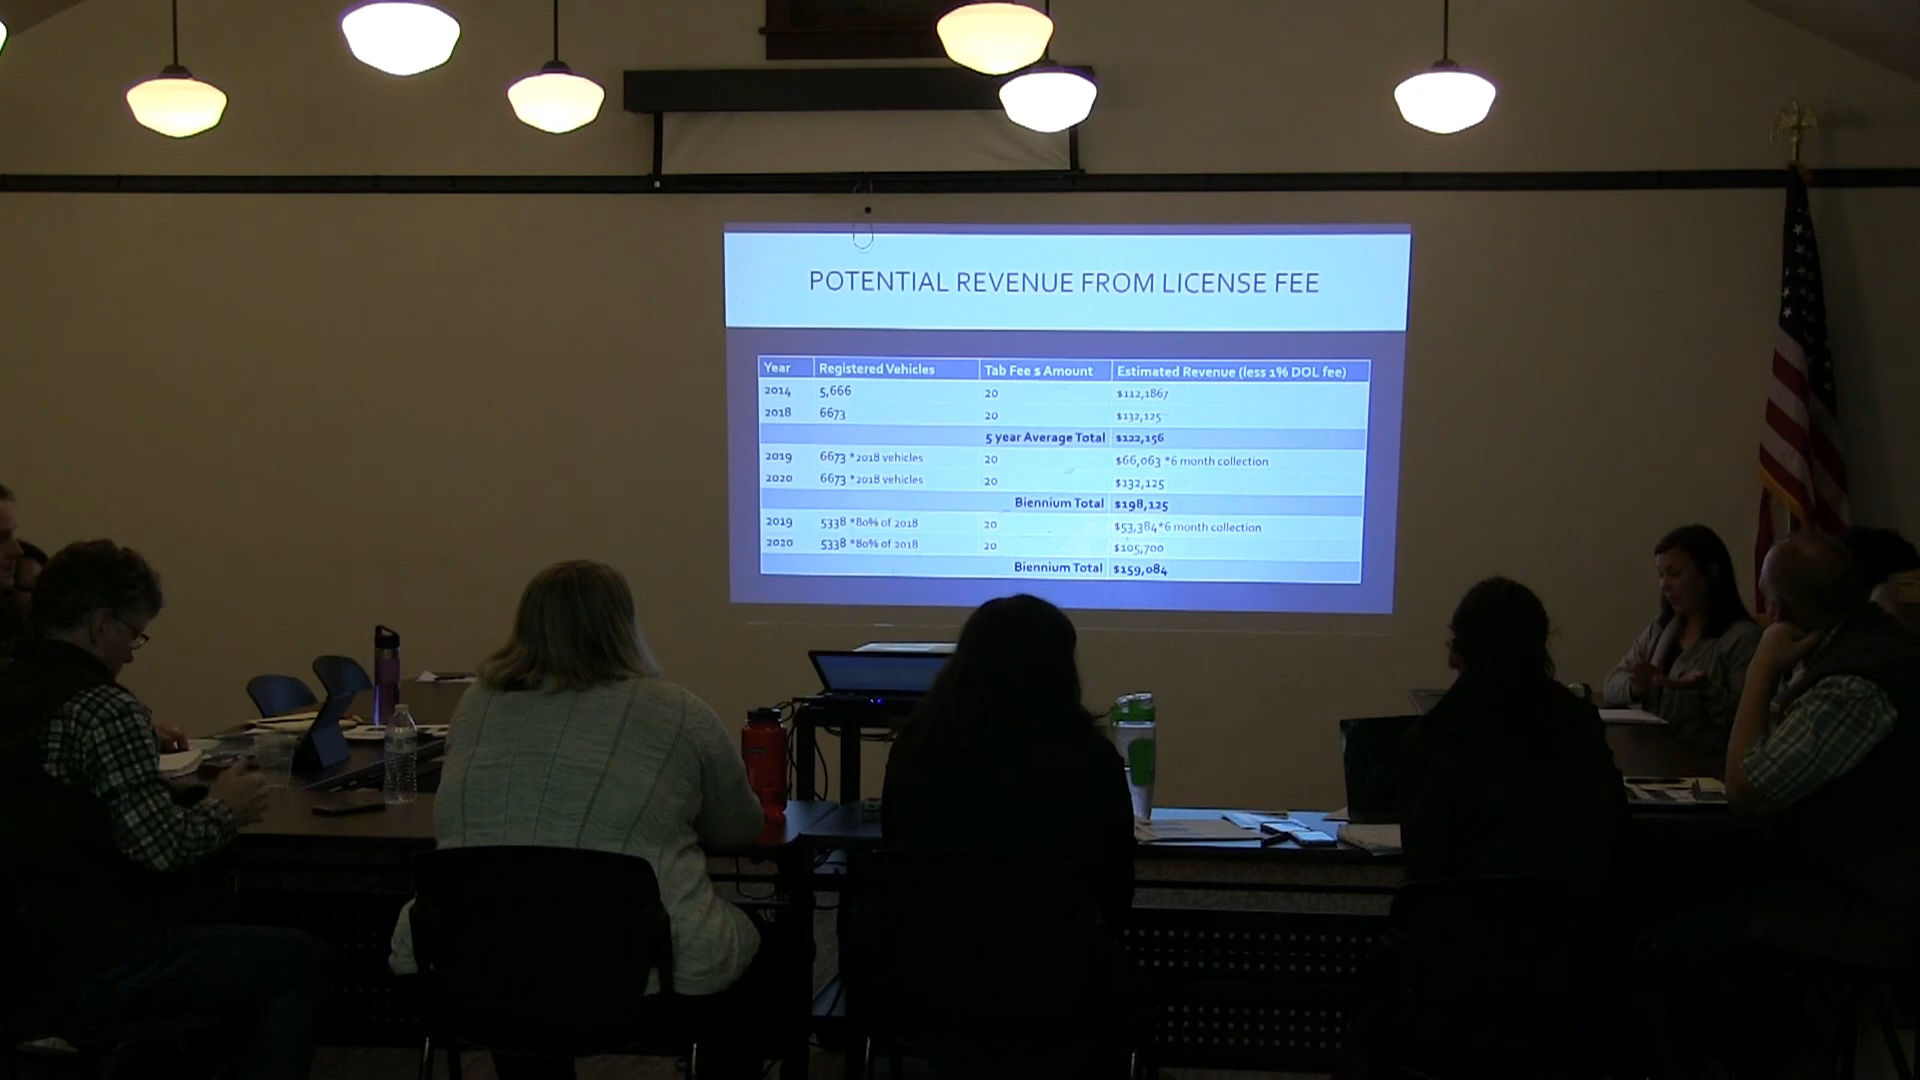 POTENTIAL REVENUE FROM LICENSE FEE
Year Registered Vehicles Tab Fee s Amount Estimated Revenue (less 1% DOL fee)
2014 5,666 20 $112,1867
2018 6673 20 $132,125
5 year Average Total $122,156
2019 6673 *2018 vehicles 20 $66,063 *6 month collection
2020 6673 *2018 vehicles 20 $132,125
Biennium Total $198,125
2019 5338 *80% of 2018 20 $53,384*6 month collection
2020 5338 *80% of 2018 20 $105,700
Biennium Total $159,084